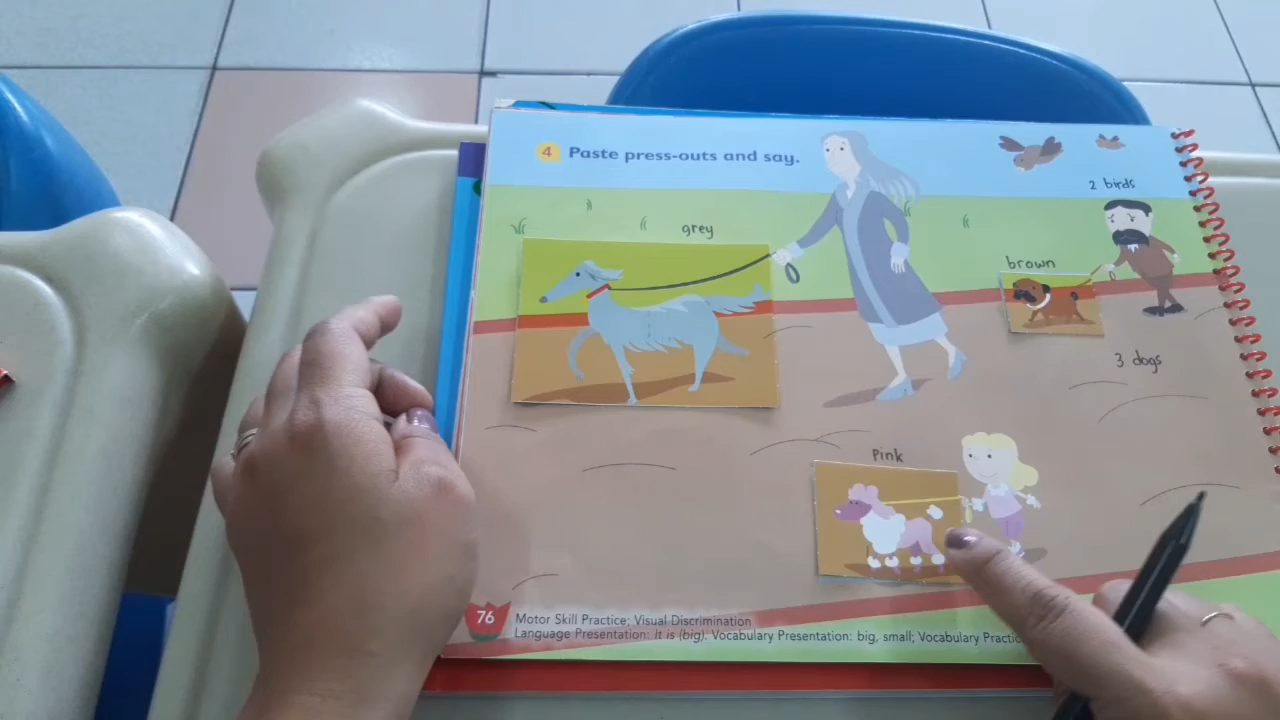 4 Paste press-outs and say.
2 birds
grey
brown
3 dogs
Pink
76 Motor Skill Practice; Visual Discrimination
Language Presentation: it is (big). Vocabulary Presentation: big, small; Vocabulary